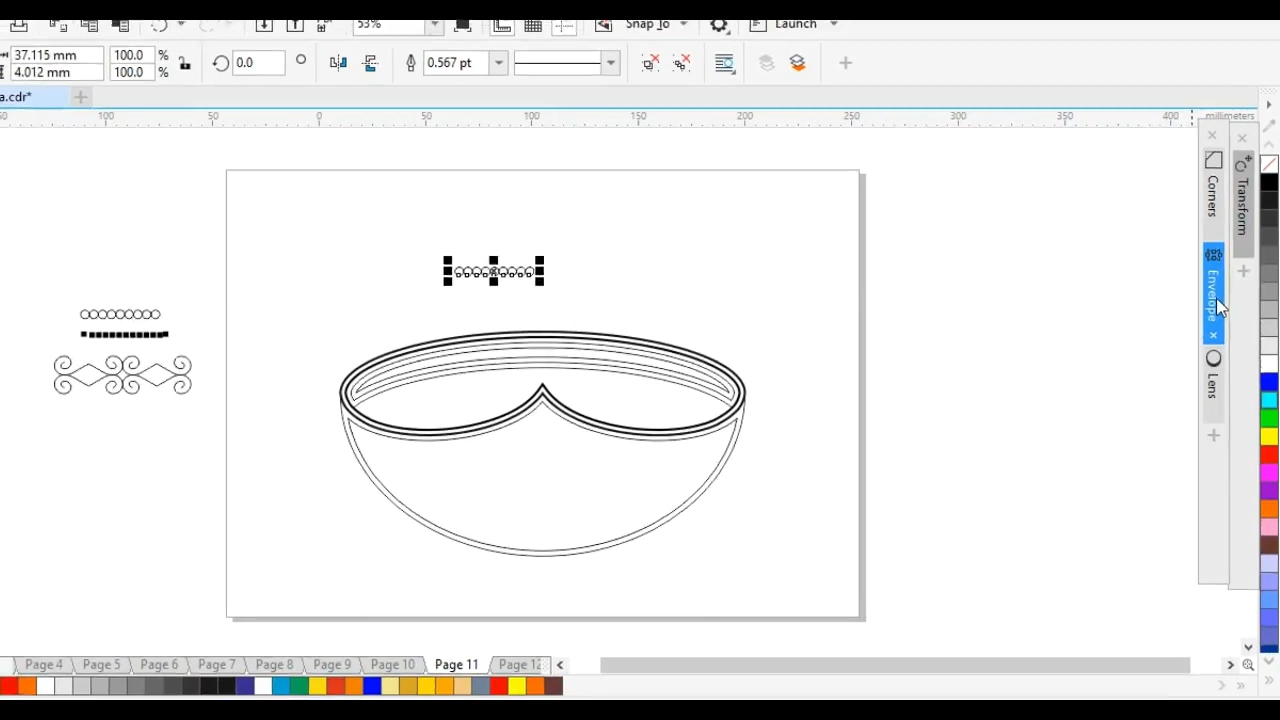 53%
Snap To
Launch
37.115 mm
100.0 %
4.012 mm
100.0 %
0.0
0.567 pt
a.cdr*
100 50 0 50 100 150 200 250 300 350 400 millimeters
Corners
Envelope
Lens
Transform
Page 4 Page 5 Page 6 Page 7 Page 8 Page 9 Page 10 Page 11 Page 12